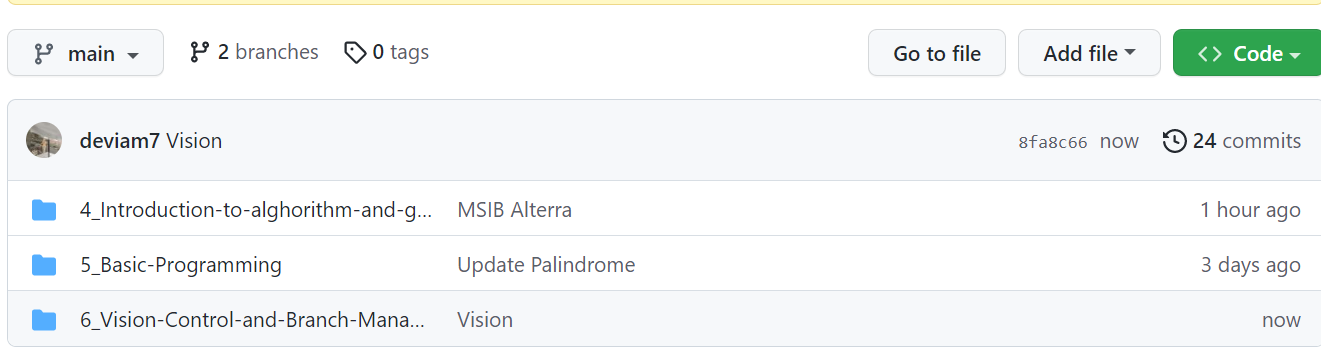 main 2 branches 0 tags Go to file Add file Code
deviam7 Vision 8fa8c66 now 24 commits
4_Introduction-to-alghorithm-and-g... MSIB Alterra 1 hour ago
5_Basic-Programming Update Palindrome 3 days ago
6_Vision-Control-and-Branch-Mana... Vision now